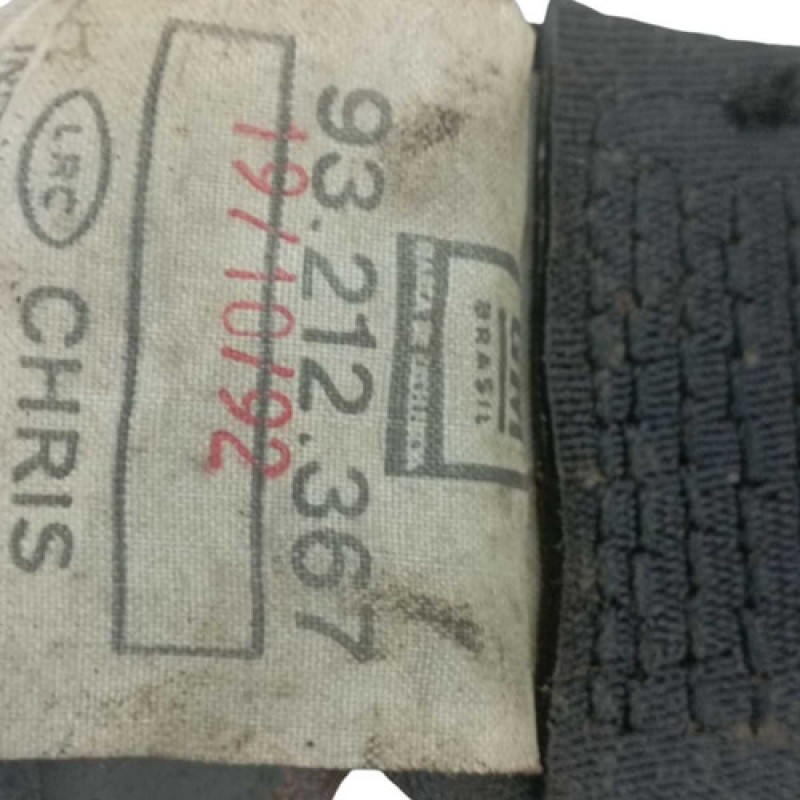 GM
BRASIL
93.212.367
19/10/92
LRC
CHRIS